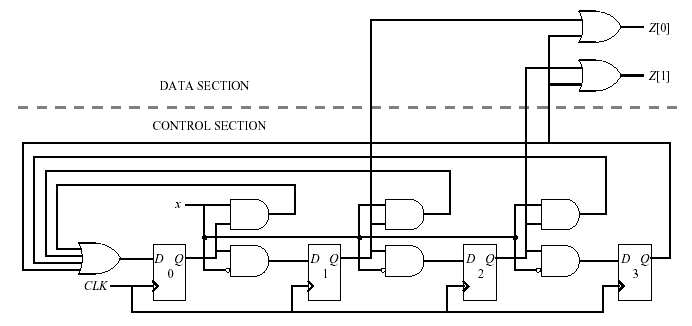 Z[0]
Z[1]
DATA SECTION
CONTROL SECTION
x
D Q
0
D Q
1
D Q
2
D Q
3
CLK